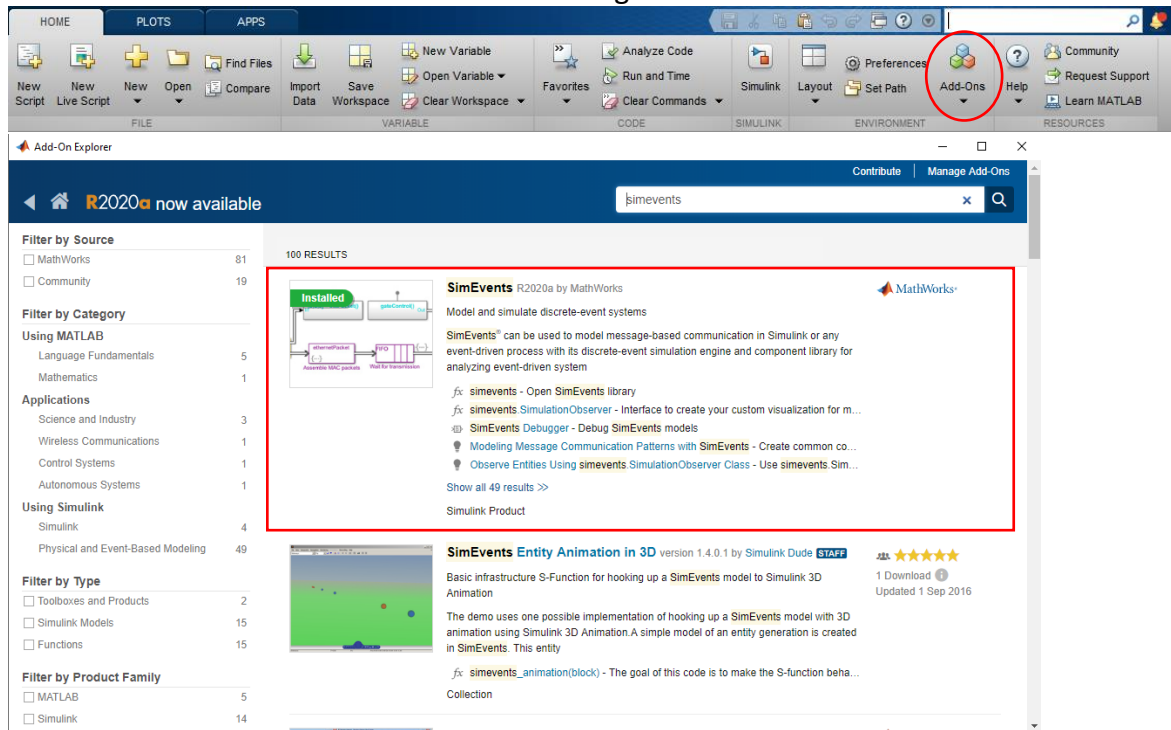 HOME PLOTS APPS
New Script
New Live Script
New
Open
Find Files
Compare
Import Data
Save Workspace
New Variable
Open Variable
Clear Workspace
Favorites
Analyze Code
Run and Time
Clear Commands
Simulink
Layout
Preferences
Set Path
Add-Ons
Help
Community
Request Support
Learn MATLAB
FILE VARIABLE CODE SIMULINK ENVIRONMENT RESOURCES
Add-On Explorer
Contribute | Manage Add-Ons
R2020a now available
simevents
Filter by Source
MathWorks 81
Community 19
Filter by Category
Using MATLAB
Language Fundamentals 5
Mathematics 1
Applications
Science and Industry 3
Wireless Communications 1
Control Systems 1
Autonomous Systems 1
Using Simulink
Simulink 4
Physical and Event-Based Modeling 49
Filter by Type
Toolboxes and Products 2
Simulink Models 15
Functions 15
Filter by Product Family
MATLAB 5
Simulink 14
100 RESULTS
Installed
gateControl()
ethernetPacket
FIFO
Assemble MAC packets
Wait for transmission
SimEvents R2020a by MathWorks
MathWorks®
Model and simulate discrete-event systems
SimEvents® can be used to model message-based communication in Simulink or any
event-driven process with its discrete-event simulation engine and component library for
analyzing event-driven system
fx simevents - Open SimEvents library
fx simevents.SimulationObserver - Interface to create your custom visualization for m...
SimEvents Debugger - Debug SimEvents models
Modeling Message Communication Patterns with SimEvents - Create common co...
Observe Entities Using simevents.SimulationObserver Class - Use simevents.Sim...
Show all 49 results >>
Simulink Product
SimEvents Entity Animation in 3D version 1.4.0.1 by Simulink Dude STAFF
1 Download
Updated 1 Sep 2016
Basic infrastructure S-Function for hooking up a SimEvents model to Simulink 3D
Animation
The demo uses one possible implementation of hooking up a SimEvents model with 3D
animation using Simulink 3D Animation.A simple model of an entity generation is created
in SimEvents. This entity
fx simevents_animation(block) - The goal of this code is to make the S-function beha...
Collection